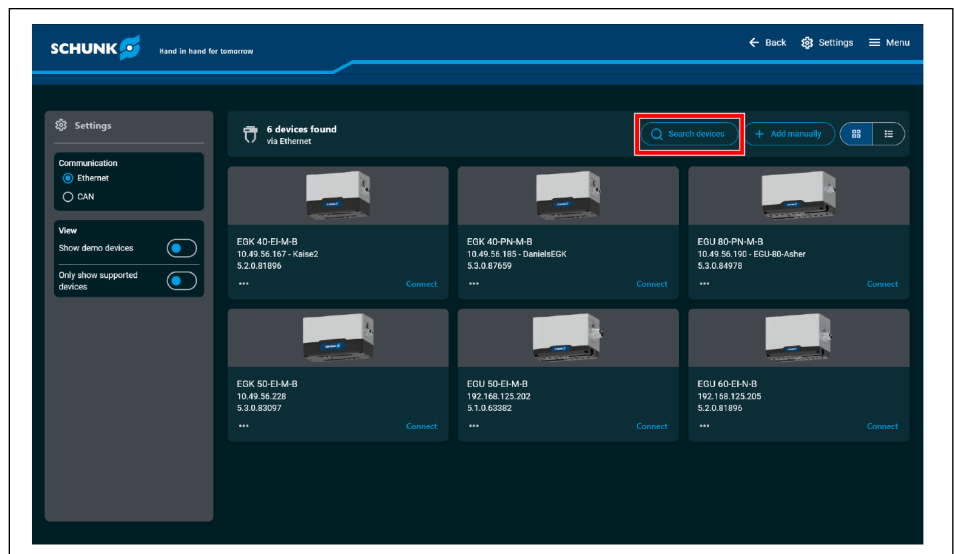 SCHUNK
Hand in hand for tomorrow
Back
Settings
Menu
Settings
Communication
Ethernet
CAN
View
Show demo devices
Only show supported
devices
6 devices found
via Ethernet
Search devices
+ Add manually
EGK 40-EI-M-B
10.49.56.167 - Kaise2
5.2.0.81896
•••
Connect
EGK 40-PN-M-B
10.49.56.185 - DanielsEGK
5.3.0.87659
•••
Connect
EGU 80-PN-M-B
10.49.56.190 - EGU-80-Asher
5.3.0.84978
•••
Connect
EGK 50-EI-M-B
10.49.56.228
5.3.0.83097
•••
Connect
EGU 50-EI-M-B
192.168.125.202
5.1.0.63382
•••
Connect
EGU 60-EI-N-B
192.168.125.205
5.2.0.81896
•••
Connect